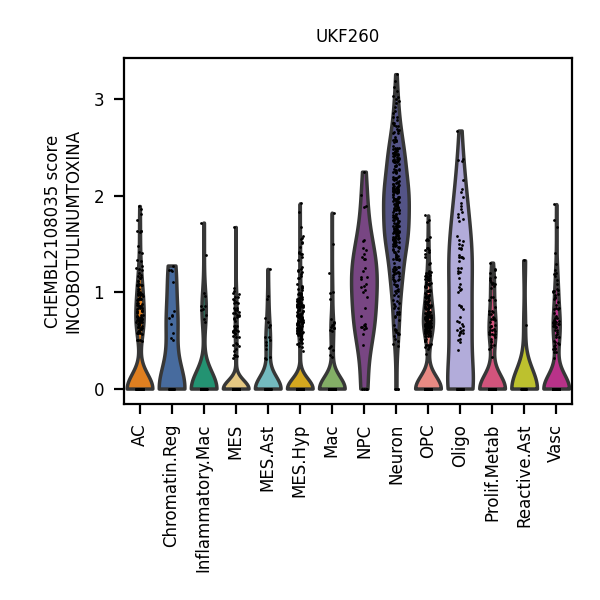 UKF260
CHEMBL2108035 score
INCOBOTULINUMTOXINA
3
2
1
0
AC
Chromatin.Reg
Inflammatory.Mac
MES
MES.Ast
MES.Hyp
Mac
NPC
Neuron
OPC
Oligo
Prolif.Metab
Reactive.Ast
Vasc